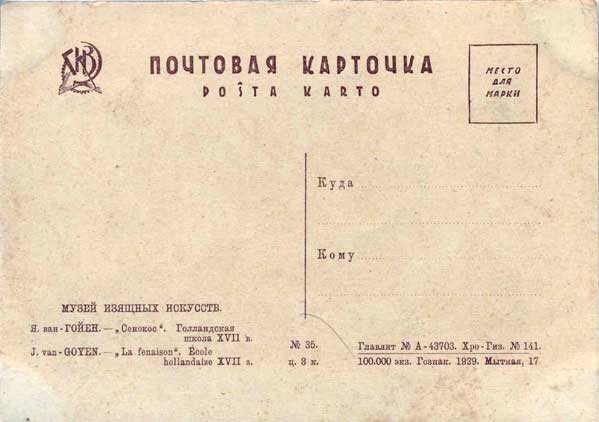 ПОЧТОВАЯ КАРТОЧКА
POŜTA KARTO
МЕСТО
ДЛЯ
МАРКИ
Куда
Кому
МУЗЕЙ ИЗЯЩНЫХ ИСКУССТВ.
Я. ван-ГОЙЕН.— „Сенокос“. Голландская
школа XVII в.
J. van-GOYEN.— „La fenaison“. École
hollandaise XVII s.
№ 35.
ц. 3 к.
Главлит № А-43703. Хро-Гиз. № 141.
100.000 экз. Гознак. 1929. Мытная, 17